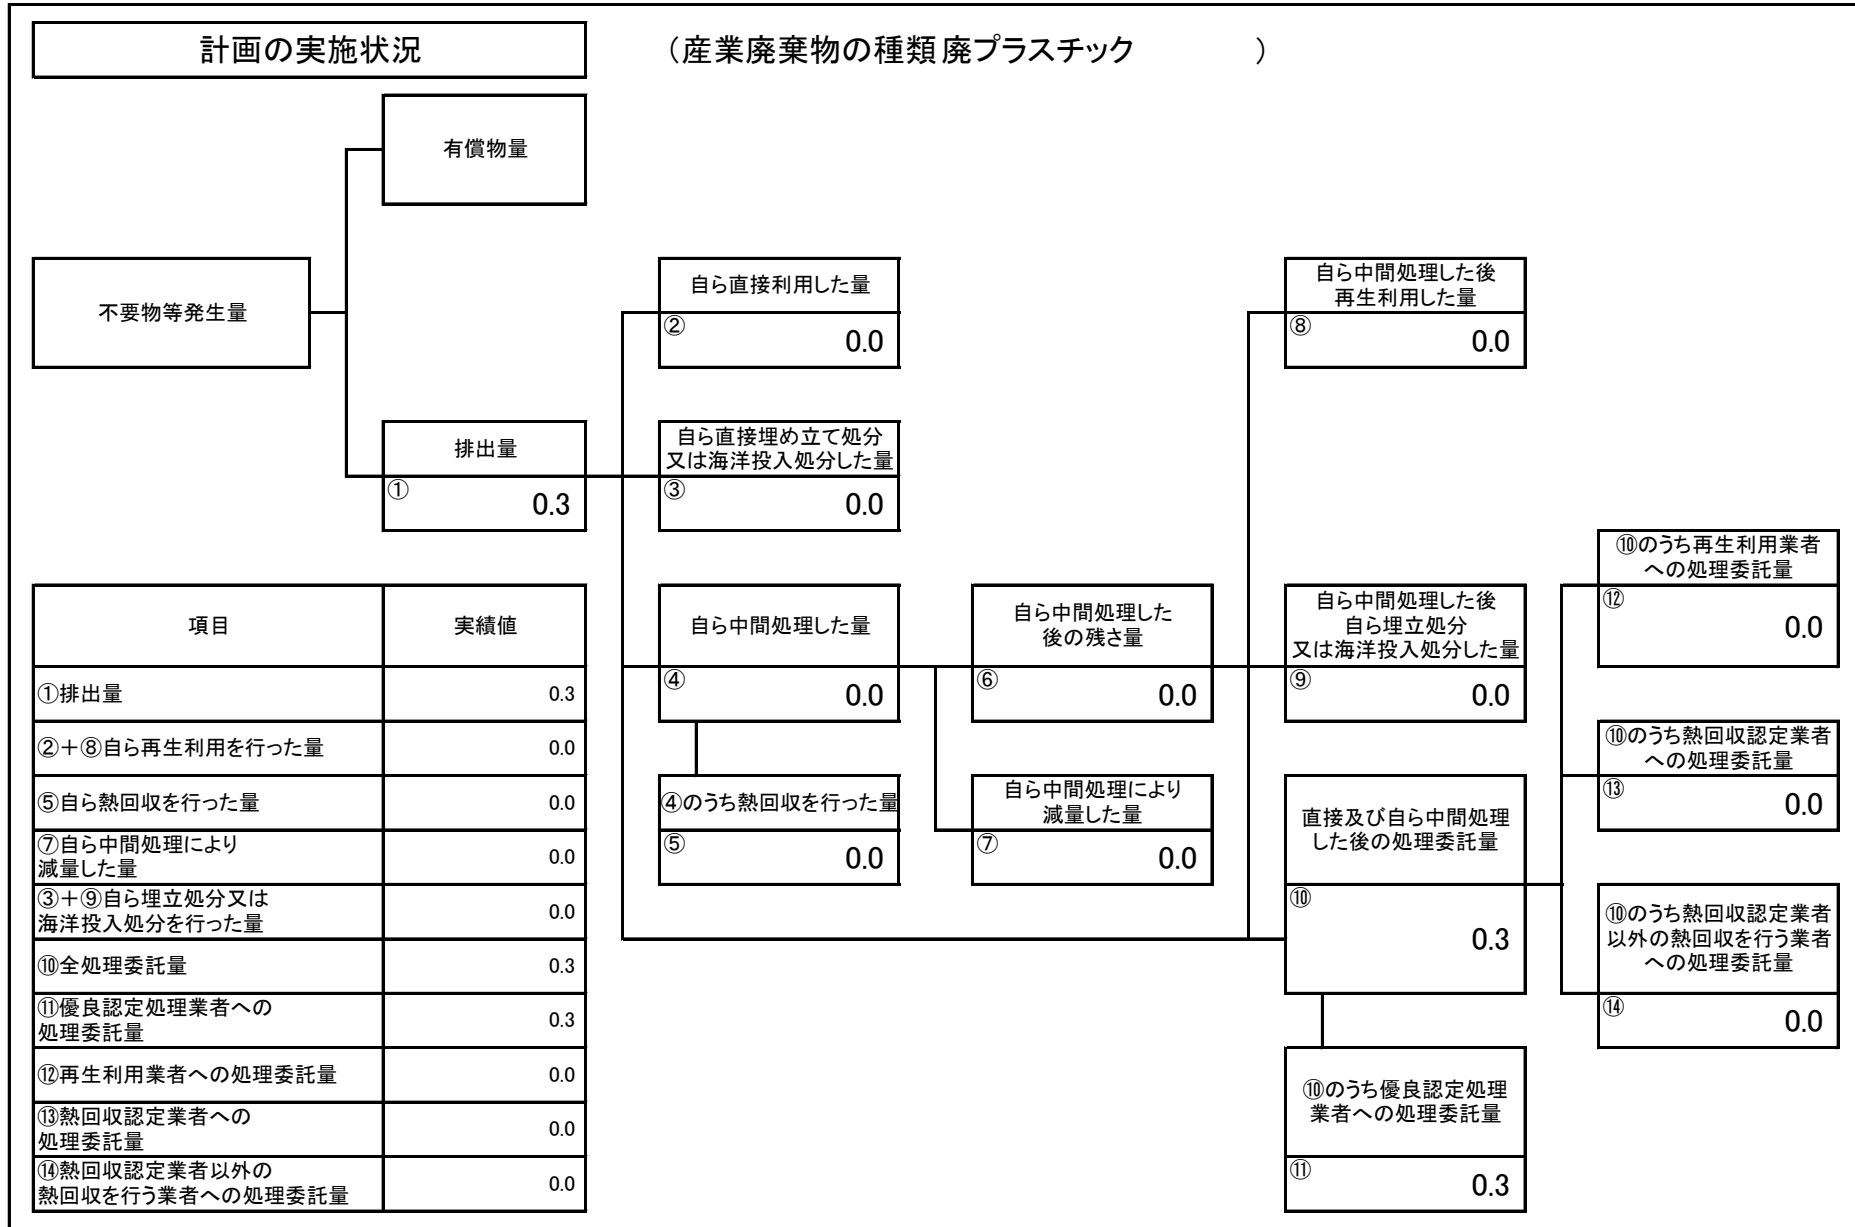 計画の実施状況
（産業廃棄物の種類 廃プラスチック　　　　）
有償物量
不要物等発生量
排出量
①
0.3
自ら直接利用した量
②
0.0
自ら直接埋め立て処分
又は海洋投入処分した量
③
0.0
自ら中間処理した量
④
0.0
④のうち熱回収を行った量
⑤
0.0
自ら中間処理した
後の残さ量
⑥
0.0
自ら中間処理により
減量した量
⑦
0.0
自ら中間処理した後
再生利用した量
⑧
0.0
自ら中間処理した後
自ら埋立処分
又は海洋投入処分した量
⑨
0.0
直接及び自ら中間処理
した後の処理委託量
⑩
0.3
⑩のうち優良認定処理
業者への処理委託量
⑪
0.3
⑩のうち再生利用業者
への処理委託量
⑫
0.0
⑩のうち熱回収認定業者
への処理委託量
⑬
0.0
⑩のうち熱回収認定業者
以外の熱回収を行う業者
への処理委託量
⑭
0.0
項目 実績値
①排出量 0.3
②＋⑧自ら再生利用を行った量 0.0
⑤自ら熱回収を行った量 0.0
⑦自ら中間処理により
減量した量 0.0
③＋⑨自ら埋立処分又は
海洋投入処分を行った量 0.0
⑩全処理委託量 0.3
⑪優良認定処理業者への
処理委託量 0.3
⑫再生利用業者への処理委託量 0.0
⑬熱回収認定業者への
処理委託量 0.0
⑭熱回収認定業者以外の
熱回収を行う業者への処理委託量 0.0